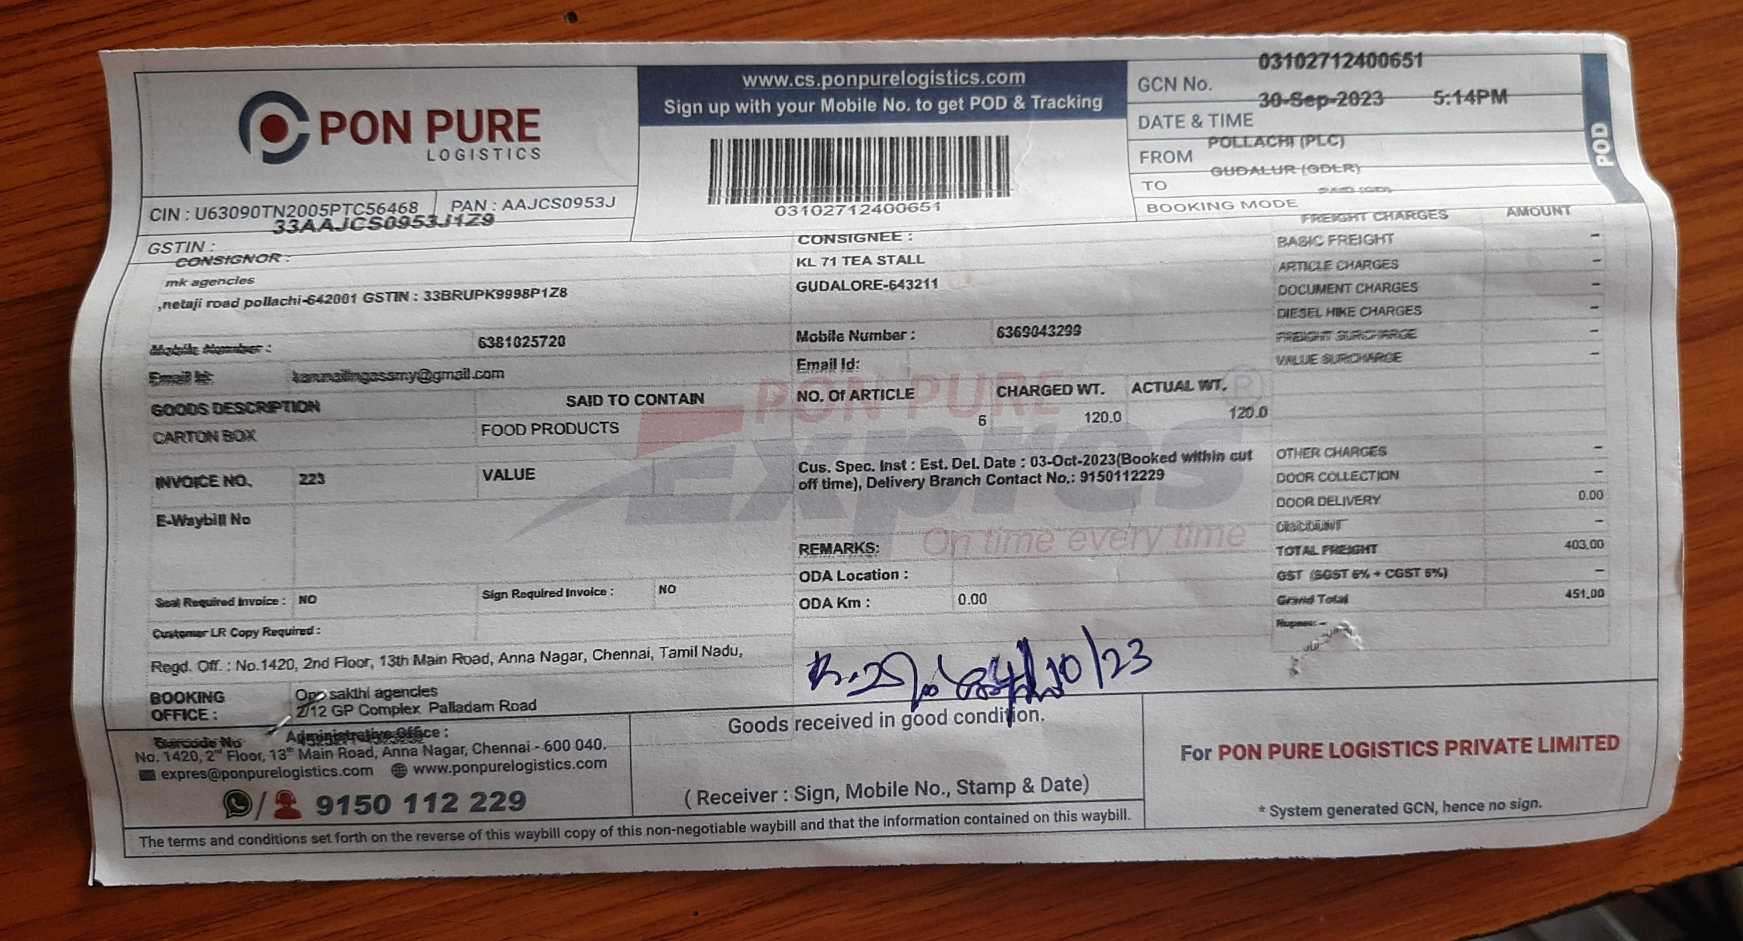 PON PURE
LOGISTICS
www.cs.ponpurelogistics.com
Sign up with your Mobile No. to get POD & Tracking
03102712400651
GCN No. 03102712400651
DATE & TIME 30-Sep-2023 5:14PM
FROM POLLACHI (PLC)
TO GUDALUR (GDLR)
BOOKING MODE
POD
CIN : U63090TN2005PTC56468 PAN : AAJCS0953J
GSTIN : 33AAJCS0953J1Z9
CONSIGNOR :
mk agencies
,netaji road pollachi-642001 GSTIN : 33BRUPK9998P1Z8
Mobile Number : 6381025720
Email Id:
CONSIGNEE :
KL 71 TEA STALL
GUDALORE-643211
Mobile Number : 6369043299
Email Id:
FREIGHT CHARGES AMOUNT
BASIC FREIGHT -
ARTICLE CHARGES -
DOCUMENT CHARGES -
DIESEL HIKE CHARGES -
FREIGHT SURCHARGE -
VALUE SURCHARGE -
GOODS DESCRIPTION SAID TO CONTAIN NO. Of ARTICLE CHARGED WT. ACTUAL WT.
CARTON BOX FOOD PRODUCTS 6 120.0 120.0
PON PURE
Express
On time every time
INVOICE NO. 223 VALUE
E-Waybill No
Cus. Spec. Inst : Est. Del. Date : 03-Oct-2023(Booked within cut
off time), Delivery Branch Contact No.: 9150112229
REMARKS:
ODA Location :
ODA Km : 0.00
OTHER CHARGES -
DOOR COLLECTION -
DOOR DELIVERY 0.00
DISCOUNT -
TOTAL FREIGHT 403.00
GST (SGST 6% + CGST 6%) -
Grand Total 451.00
Rupees: -
Seal Required Invoice : NO Sign Required Invoice : NO
Customer LR Copy Required :
Regd. Off. : No.1420, 2nd Floor, 13th Main Road, Anna Nagar, Chennai, Tamil Nadu,
BOOKING
OFFICE :
Opp sakthi agencies
2/12 GP Complex Palladam Road
Barcode No
Administrative Office :
No. 1420, 2nd Floor, 13th Main Road, Anna Nagar, Chennai - 600 040.
expres@ponpurelogistics.com www.ponpurelogistics.com
9150 112 229
10/23
Goods received in good condition.
( Receiver : Sign, Mobile No., Stamp & Date)
For PON PURE LOGISTICS PRIVATE LIMITED
* System generated GCN, hence no sign.
The terms and conditions set forth on the reverse of this waybill copy of this non-negotiable waybill and that the information contained on this waybill.